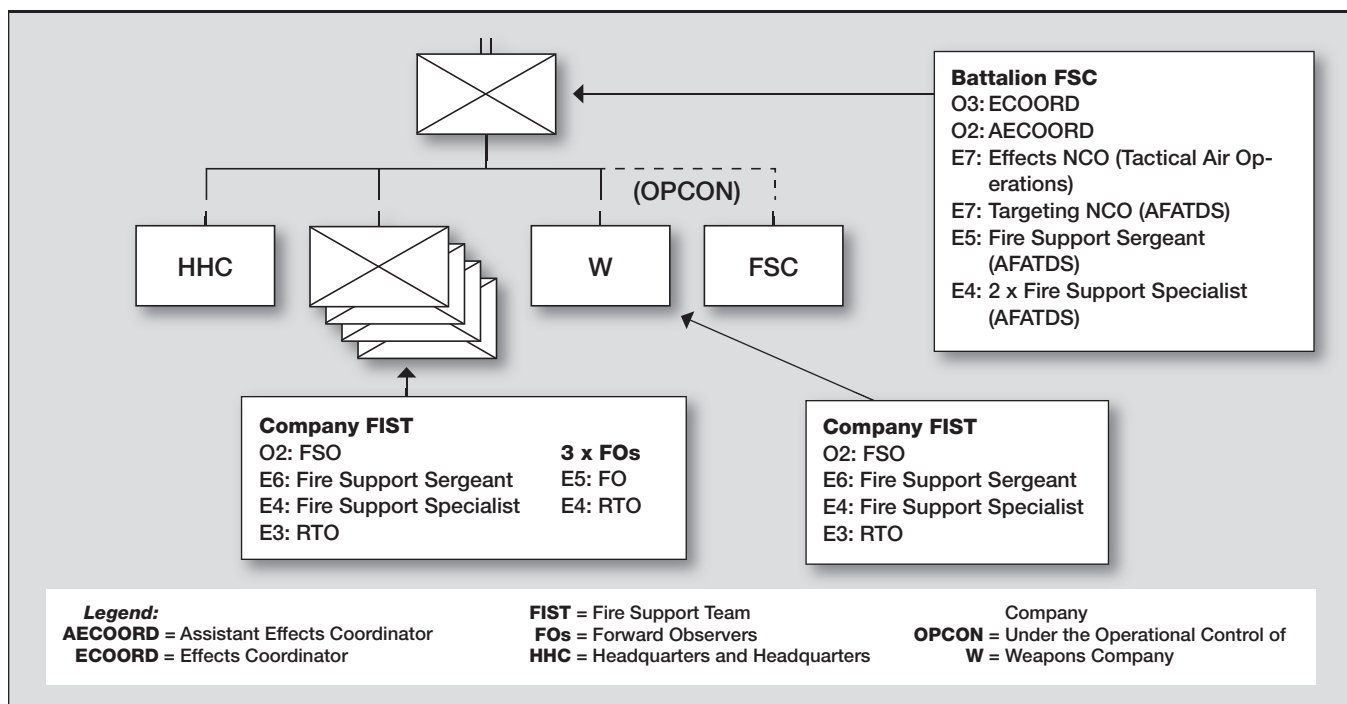 Battalion FSC
O3: ECOORD
O2: AECOORD
E7: Effects NCO (Tactical Air Op-
erations)
E7: Targeting NCO (AFATDS)
E5: Fire Support Sergeant
(AFATDS)
E4: 2 x Fire Support Specialist
(AFATDS)
(OPCON)
HHC
W
FSC
Company FIST
O2: FSO
E6: Fire Support Sergeant
E4: Fire Support Specialist
E3: RTO
3 x FOs
E5: FO
E4: RTO
Company FIST
O2: FSO
E6: Fire Support Sergeant
E4: Fire Support Specialist
E3: RTO
Legend:
AECOORD = Assistant Effects Coordinator
ECOORD = Effects Coordinator
FIST = Fire Support Team
FOs = Forward Observers
HHC = Headquarters and Headquarters
Company
OPCON = Under the Operational Control of
W = Weapons Company